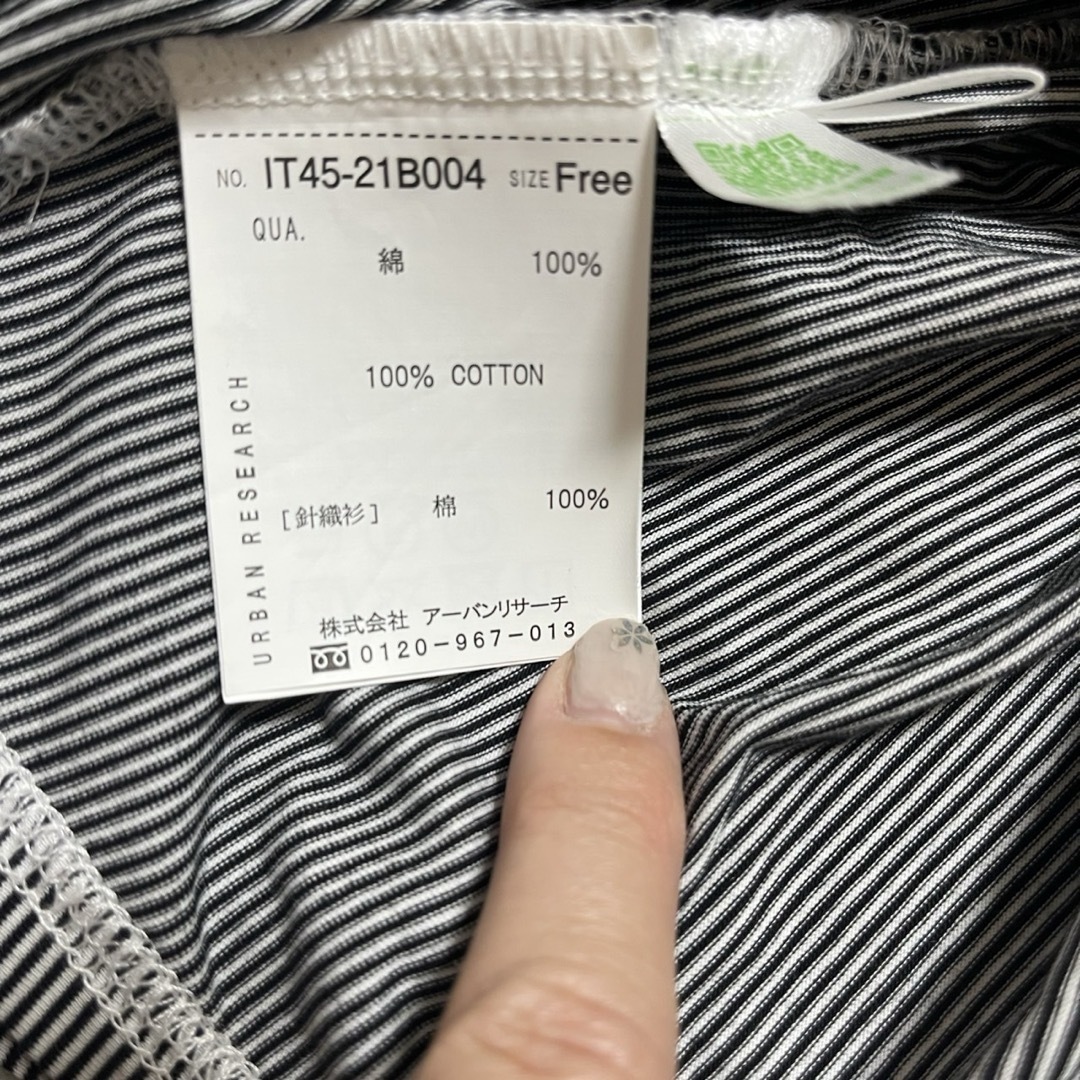 NO. IT45-21B004 SIZE Free
QUA.
綿 100%
100% COTTON
[針織衫] 棉 100%
URBAN RESEARCH
株式会社 アーバンリサーチ
0120-967-013